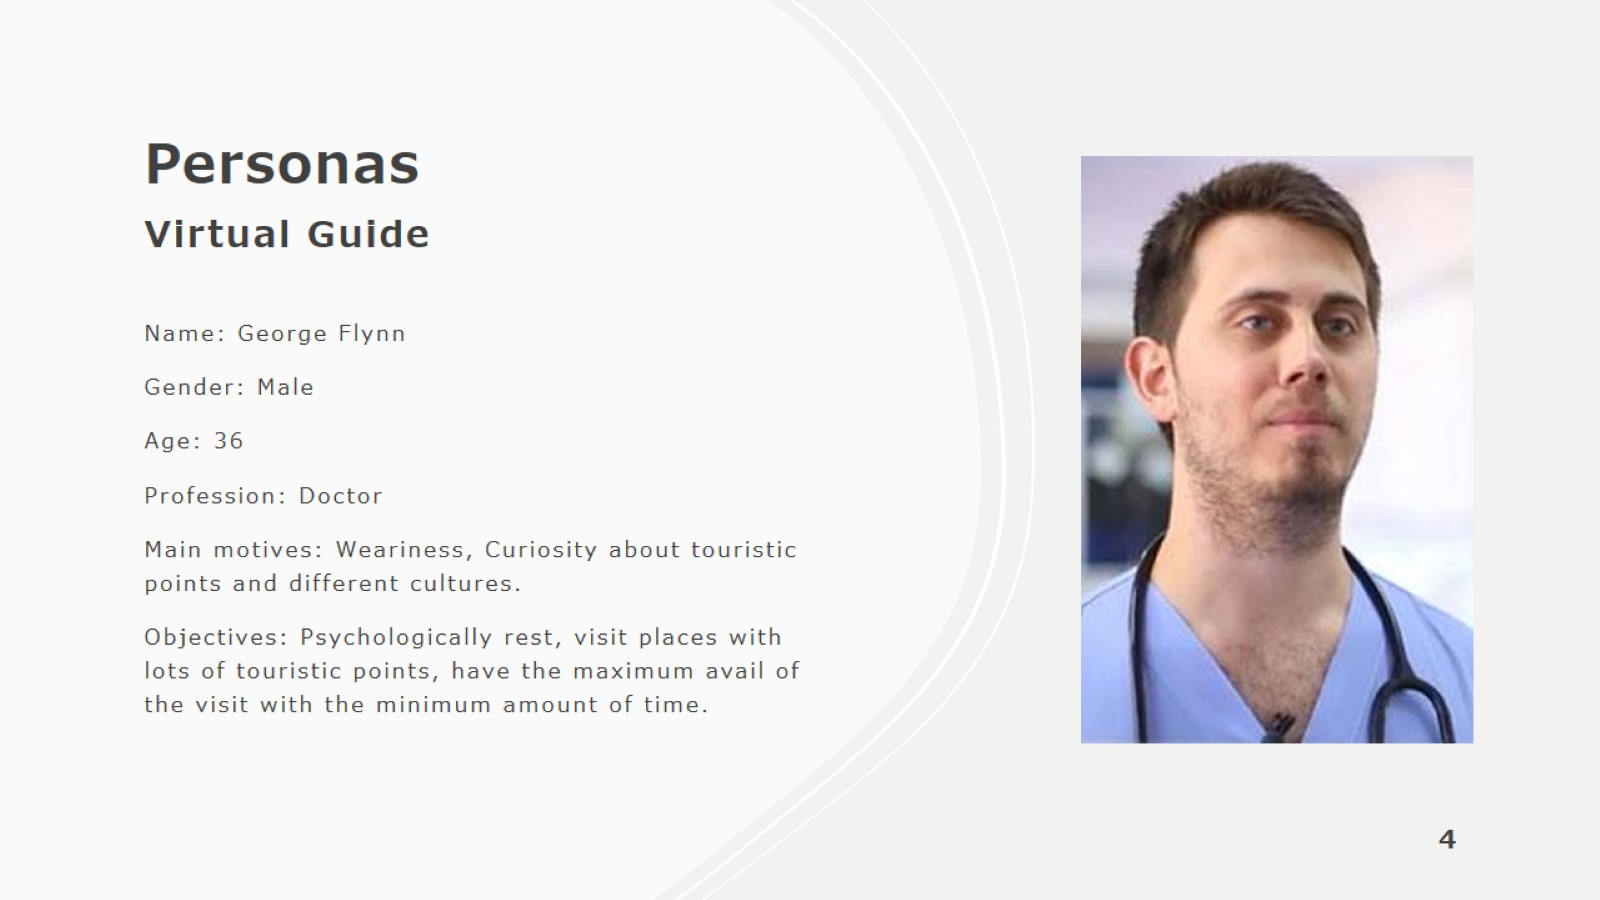 Personas
Virtual Guide
Name: George Flynn
Gender: Male
Age: 36
Profession: Doctor
Main motives: Weariness, Curiosity about touristic
points and different cultures.
Objectives: Psychologically rest, visit places with
lots of touristic points, have the maximum avail of
the visit with the minimum amount of time.
4